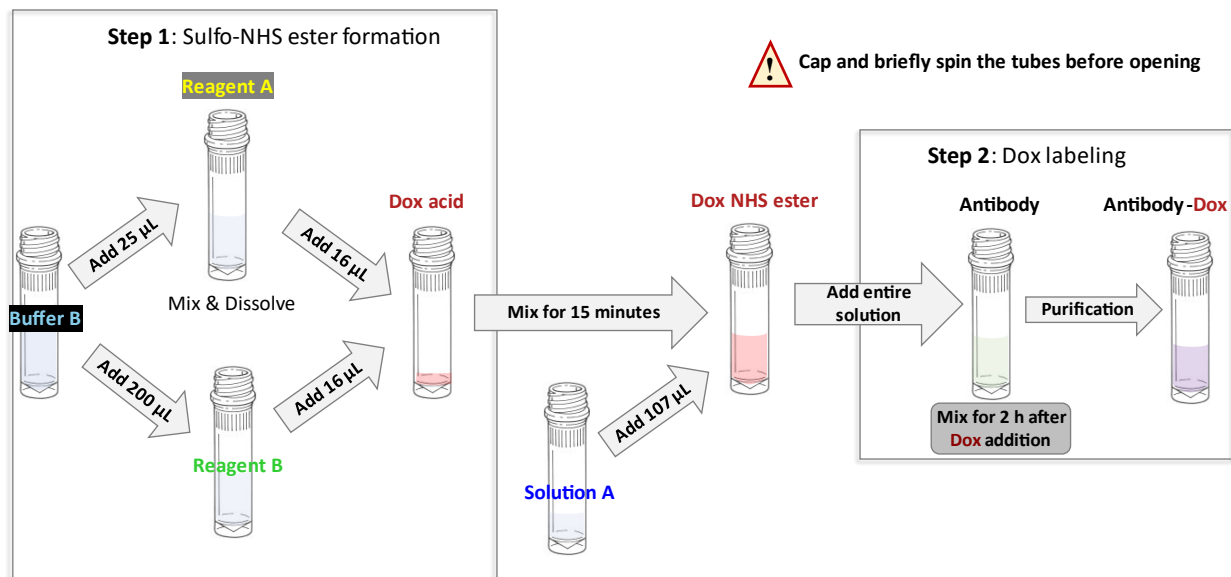 Step 1: Sulfo-NHS ester formation
Reagent A
Cap and briefly spin the tubes before opening
!
Step 2: Dox labeling
Dox acid
Dox NHS ester
Antibody
Antibody-Dox
Add 25 µL
Add 16 µL
Mix & Dissolve
Buffer B
Mix for 15 minutes
Add entire
solution
Purification
Add 200 µL
Add 16 µL
Add 107 µL
Mix for 2 h after
Dox addition
Reagent B
Solution A